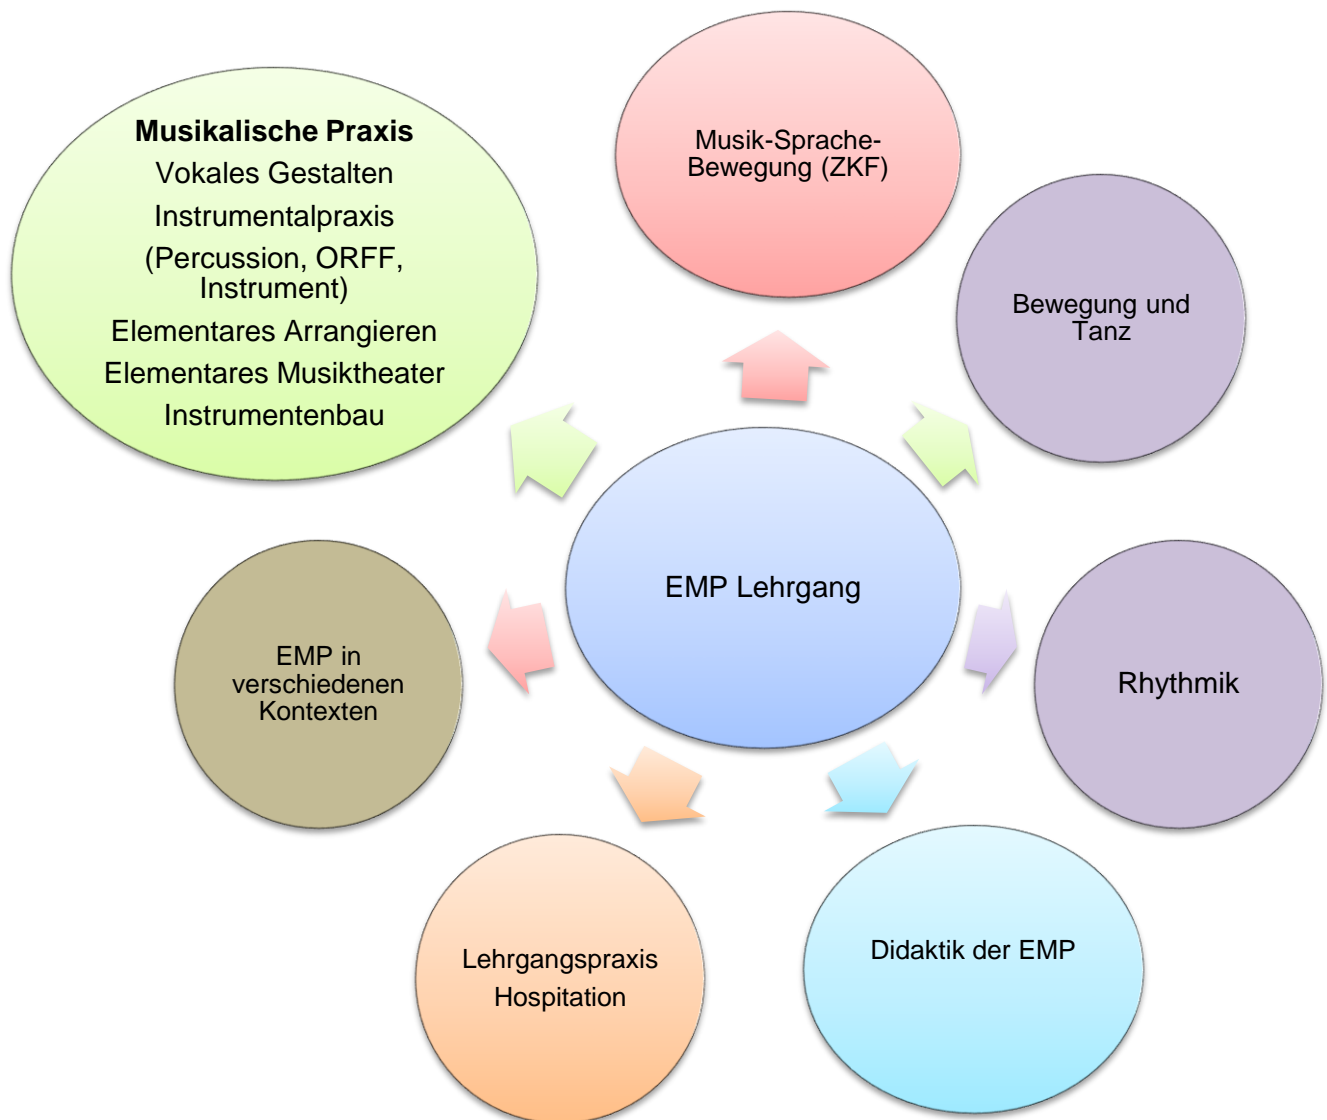 Musikalische Praxis
Vokales Gestalten
Instrumentalpraxis
(Percussion, ORFF,
Instrument)
Elementares Arrangieren
Elementares Musiktheater
Instrumentenbau
Musik-Sprache-
Bewegung (ZKF)
Bewegung und
Tanz
EMP Lehrgang
EMP in
verschiedenen
Kontexten
Rhythmik
Lehrgangspraxis
Hospitation
Didaktik der EMP